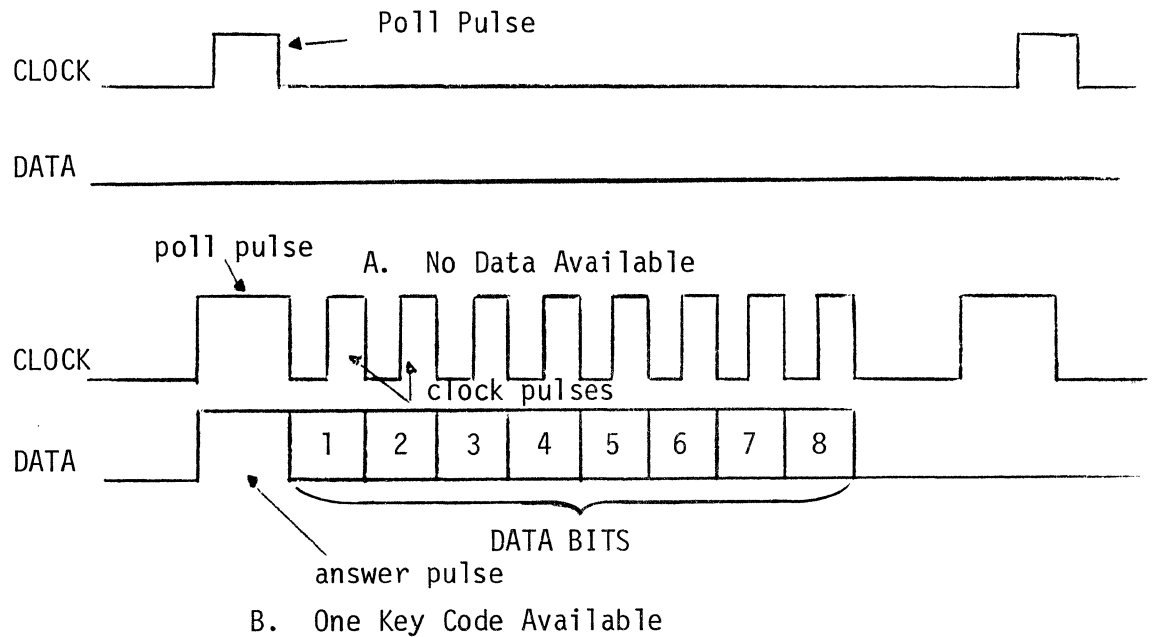 Poll Pulse
CLOCK
DATA
poll pulse
A. No Data Available
CLOCK
clock pulses
DATA
1 2 3 4 5 6 7 8
DATA BITS
answer pulse
B. One Key Code Available